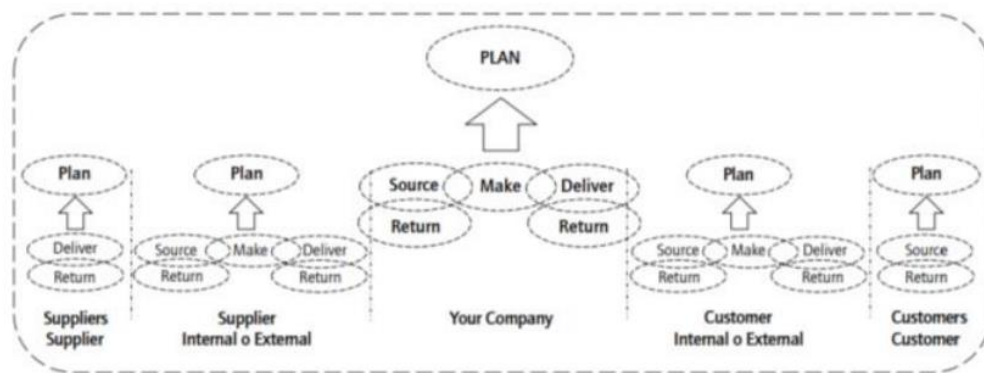 PLAN
Plan
Plan
Source Make Deliver
Plan
Plan
Return Return
Deliver
Source Make Deliver
Source Make Deliver
Source
Return
Return Return
Return Return
Return
Suppliers
Supplier
Supplier
Internal o External
Your Company
Customer
Internal o External
Customers
Customer